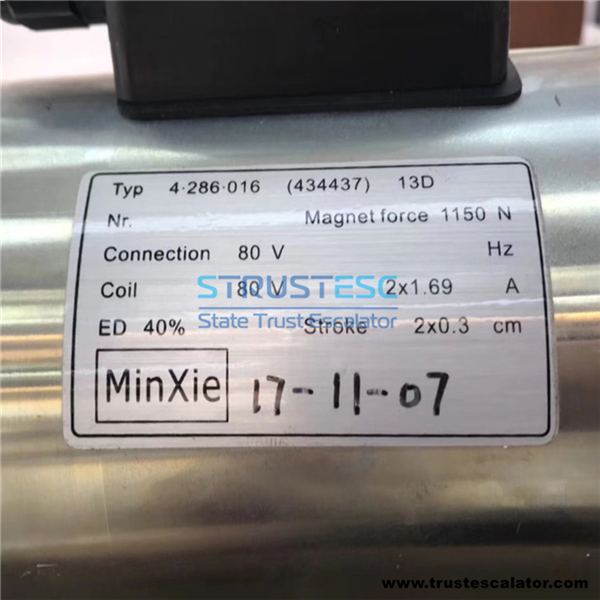 Typ 4·286·016 (434437) 13D
Nr. Magnet force 1150 N
Connection 80 V Hz
STRUSTESC
Coil 80 V 2x1.69 A
State Trust Escalator
ED 40% Stroke 2x0.3 cm
MinXie 17-11-07
www.trustescalator.com